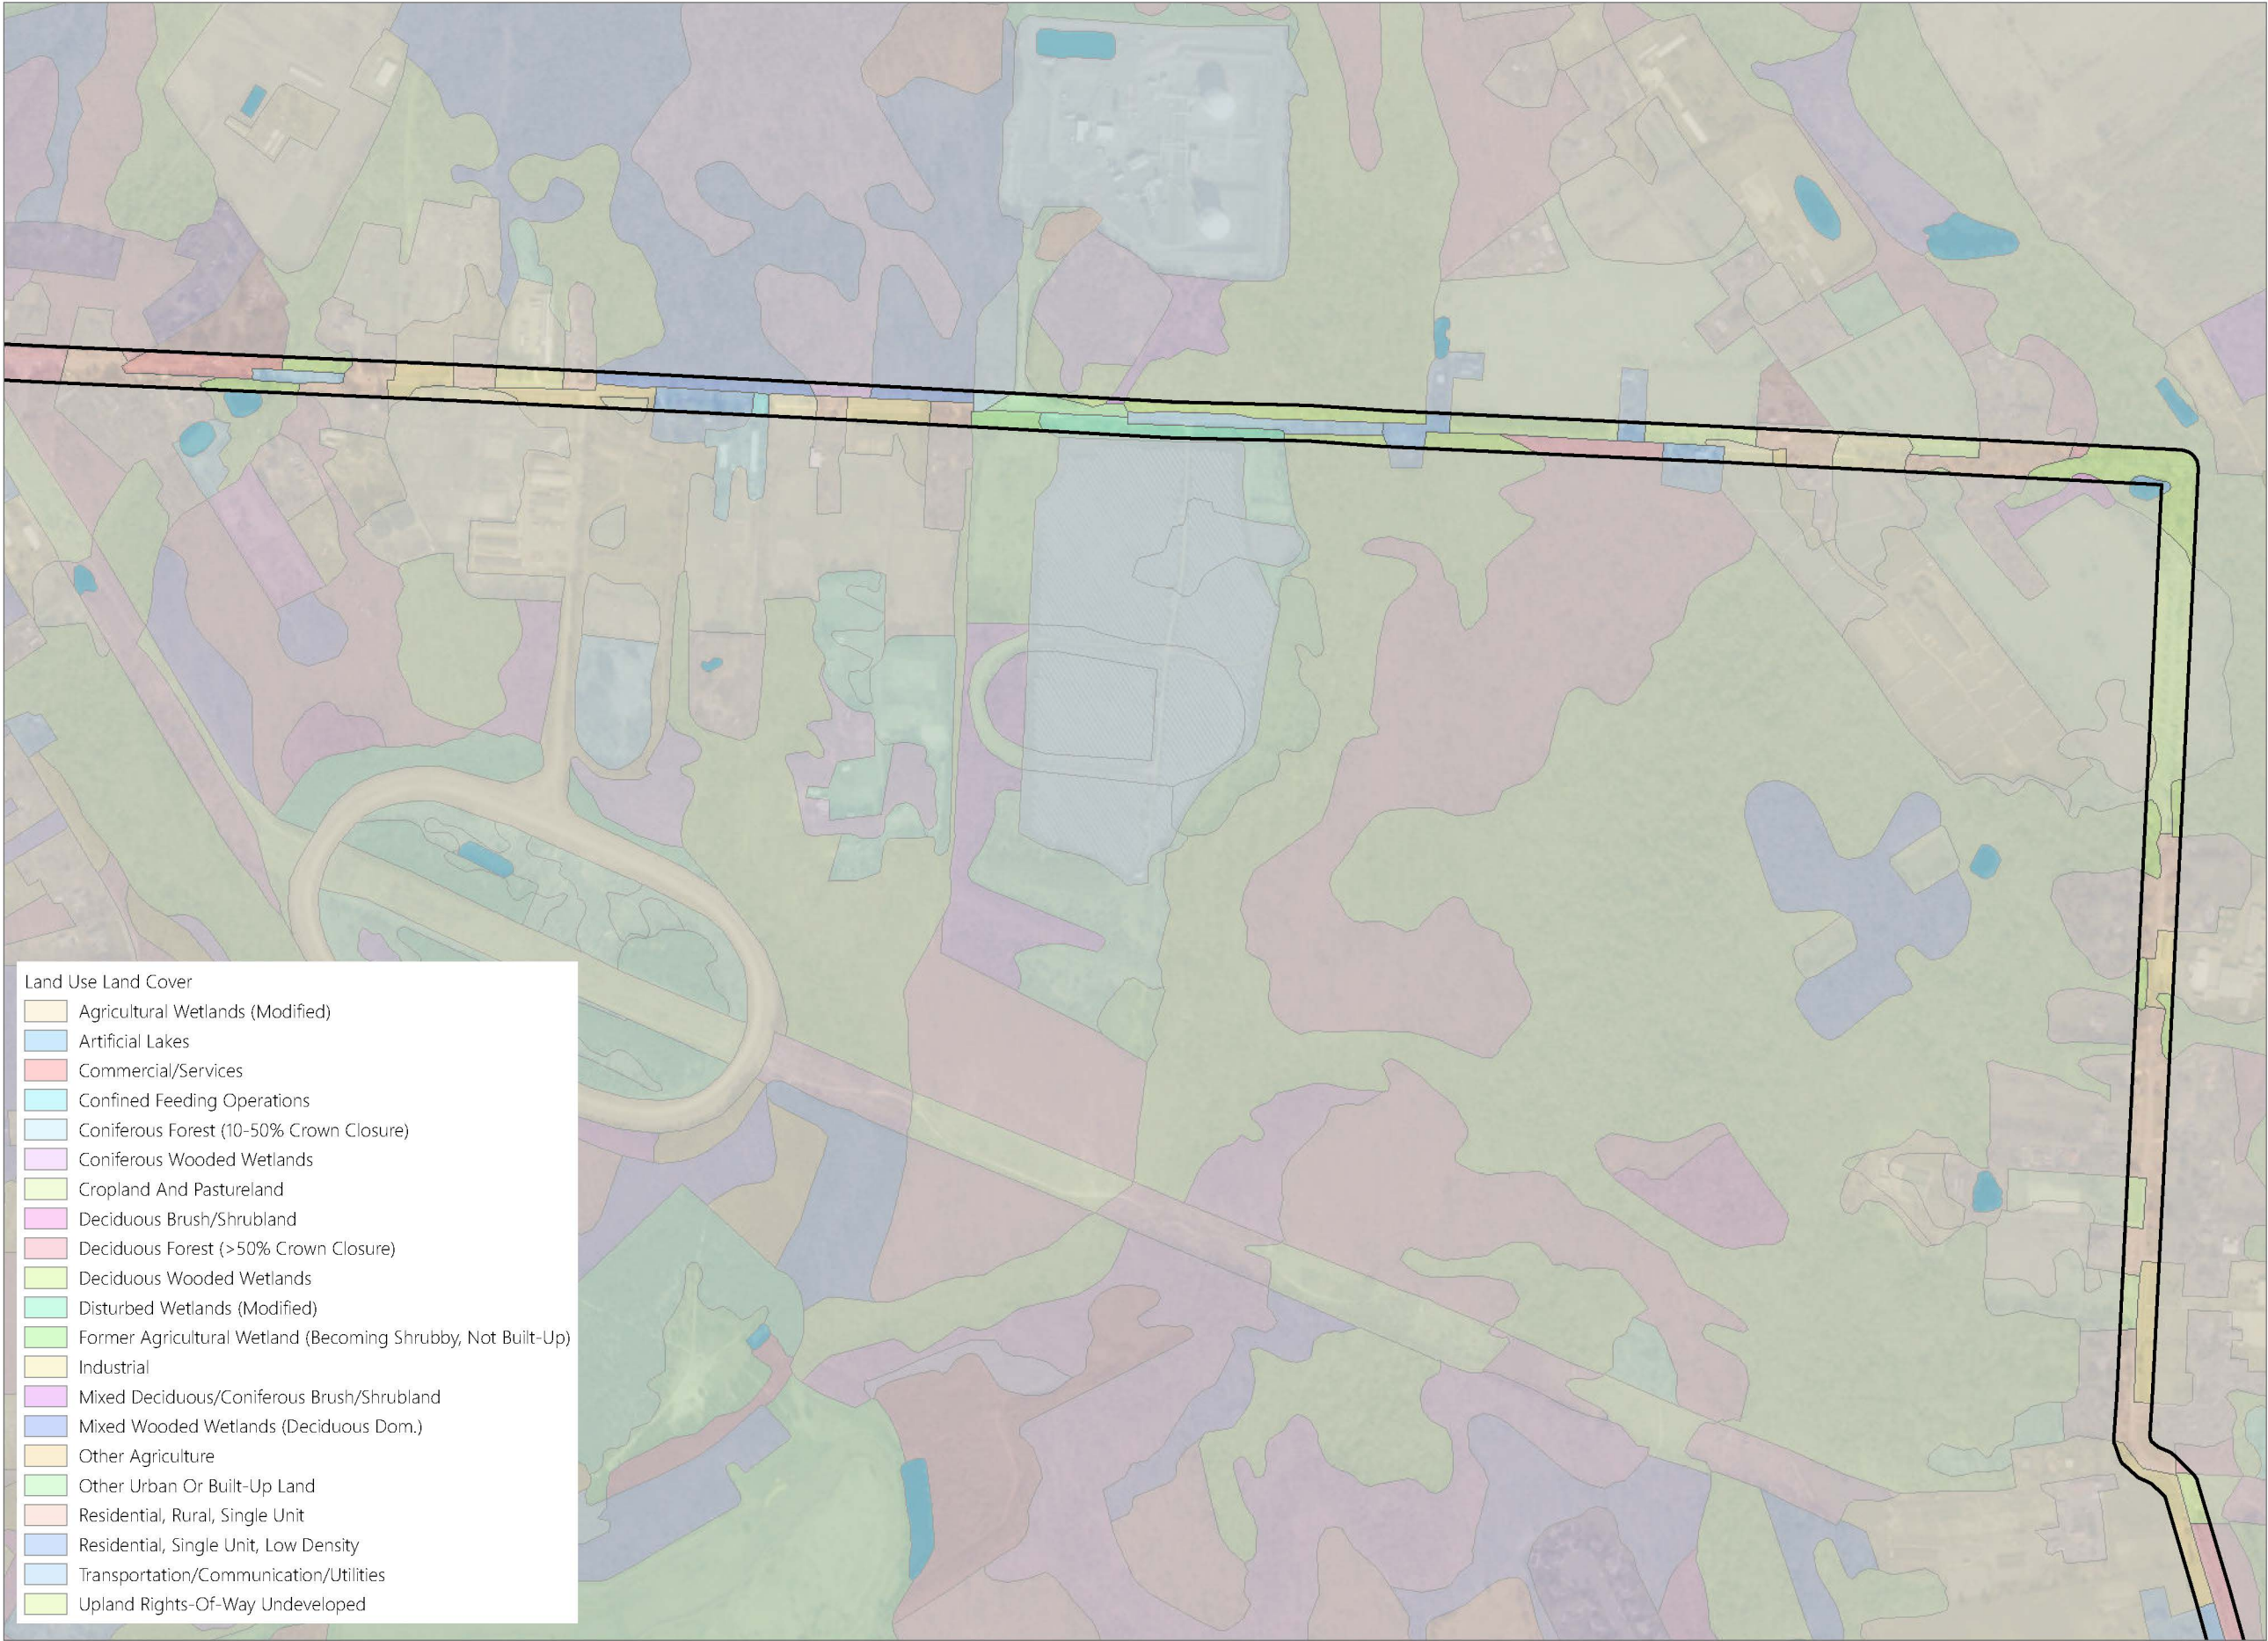 Land Use Land Cover
Agricultural Wetlands (Modified)
Artificial Lakes
Commercial/Services
Confined Feeding Operations
Coniferous Forest (10-50% Crown Closure)
Coniferous Wooded Wetlands
Cropland And Pastureland
Deciduous Brush/Shrubland
Deciduous Forest (>50% Crown Closure)
Deciduous Wooded Wetlands
Disturbed Wetlands (Modified)
Former Agricultural Wetland (Becoming Shrubby, Not Built-Up)
Industrial
Mixed Deciduous/Coniferous Brush/Shrubland
Mixed Wooded Wetlands (Deciduous Dom.)
Other Agriculture
Other Urban Or Built-Up Land
Residential, Rural, Single Unit
Residential, Single Unit, Low Density
Transportation/Communication/Utilities
Upland Rights-Of-Way Undeveloped